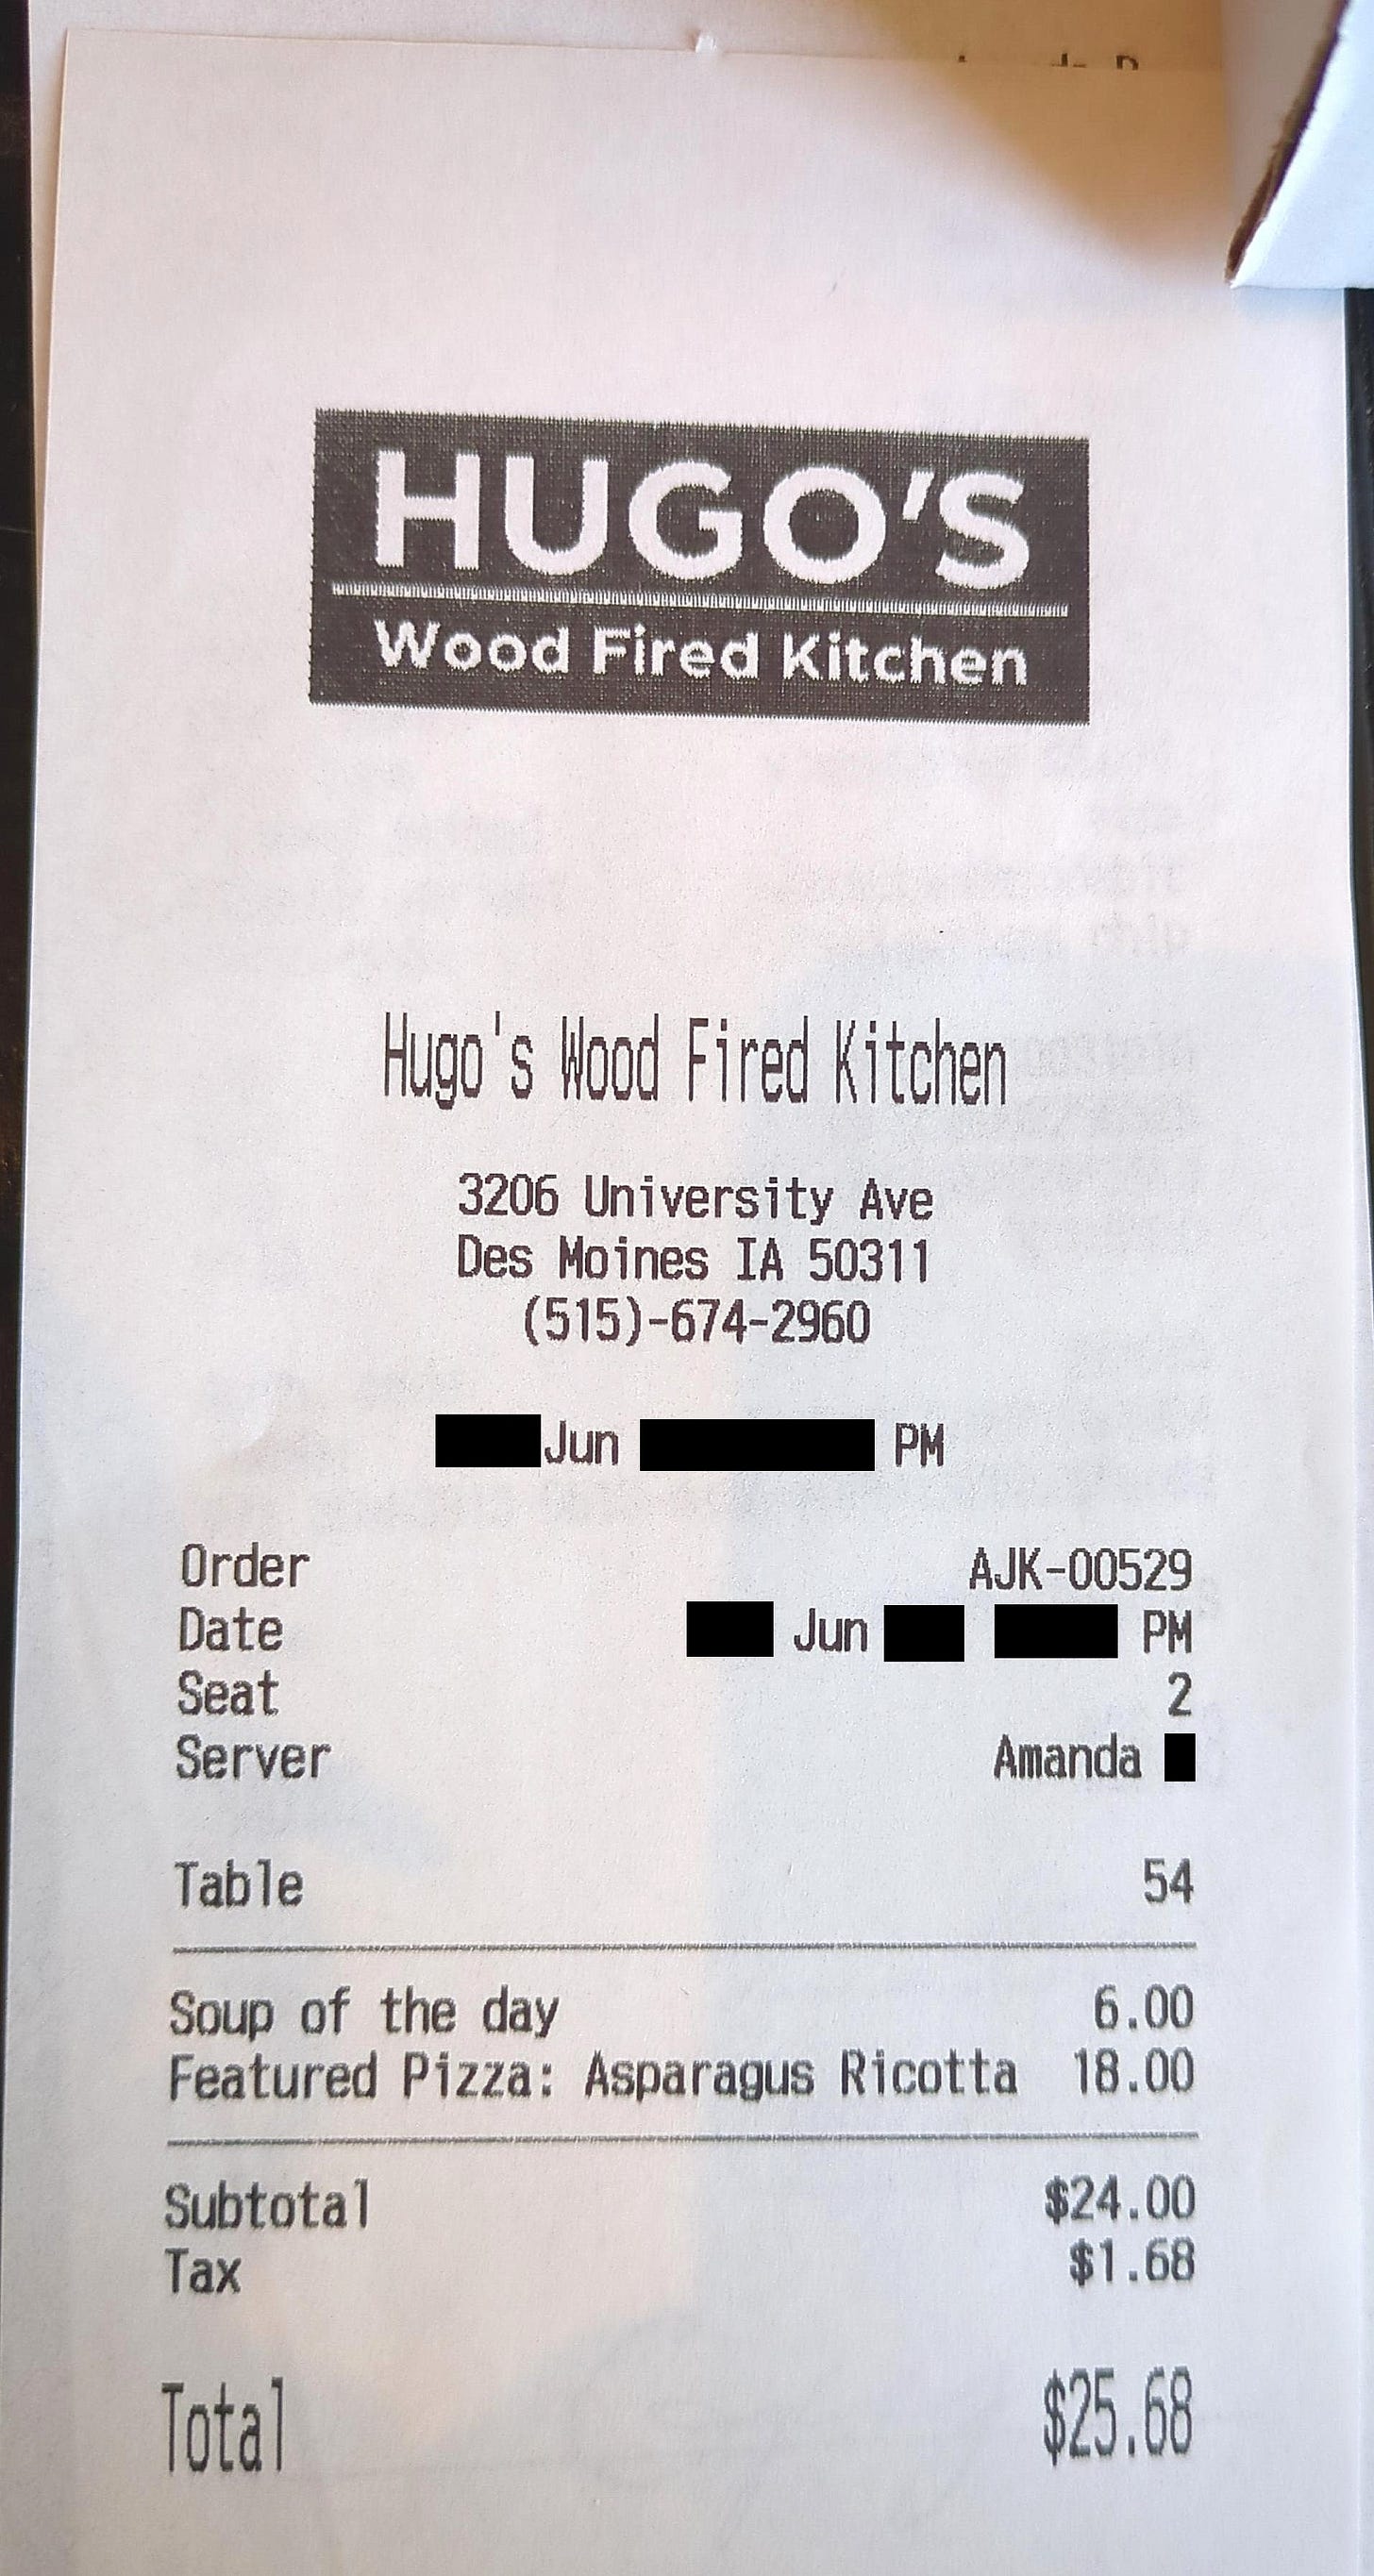 HUGO'S
Wood Fired Kitchen
Hugo's Wood Fired Kitchen
3206 University Ave
Des Moines IA 50311
(515)-674-2960
Jun PM
Order AJK-00529
Date Jun PM
Seat 2
Server Amanda
Table 54
Soup of the day 6.00
Featured Pizza: Asparagus Ricotta 18.00
Subtotal $24.00
Tax $1.68
Total $25.68